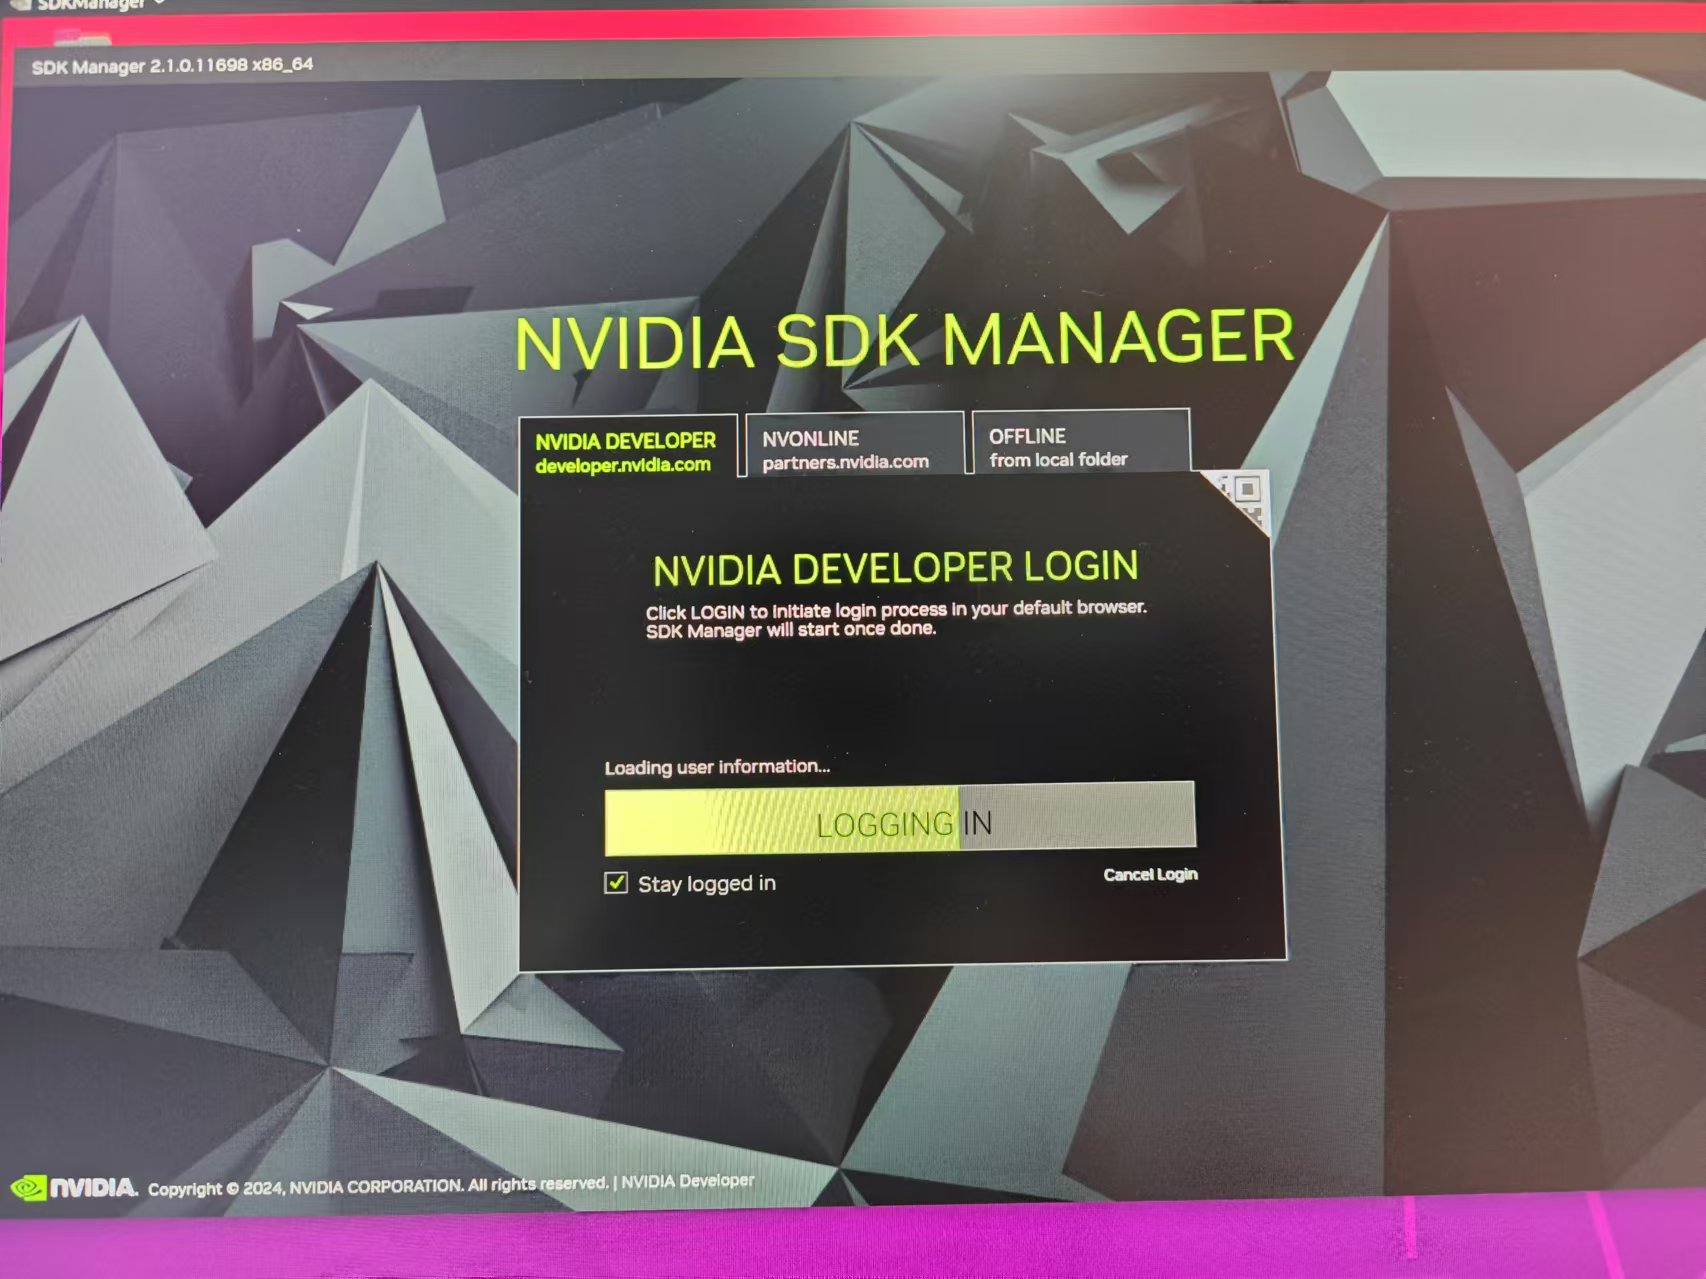 SDKManager
SDK Manager 2.1.0.11698 x86_64
NVIDIA SDK MANAGER
NVIDIA DEVELOPER
developer.nvidia.com
NVONLINE
partners.nvidia.com
OFFLINE
from local folder
NVIDIA DEVELOPER LOGIN
Click LOGIN to initiate login process in your default browser.
SDK Manager will start once done.
Loading user information...
LOGGING IN
Stay logged in
Cancel Login
NVIDIA. Copyright © 2024, NVIDIA CORPORATION. All rights reserved. | NVIDIA Developer